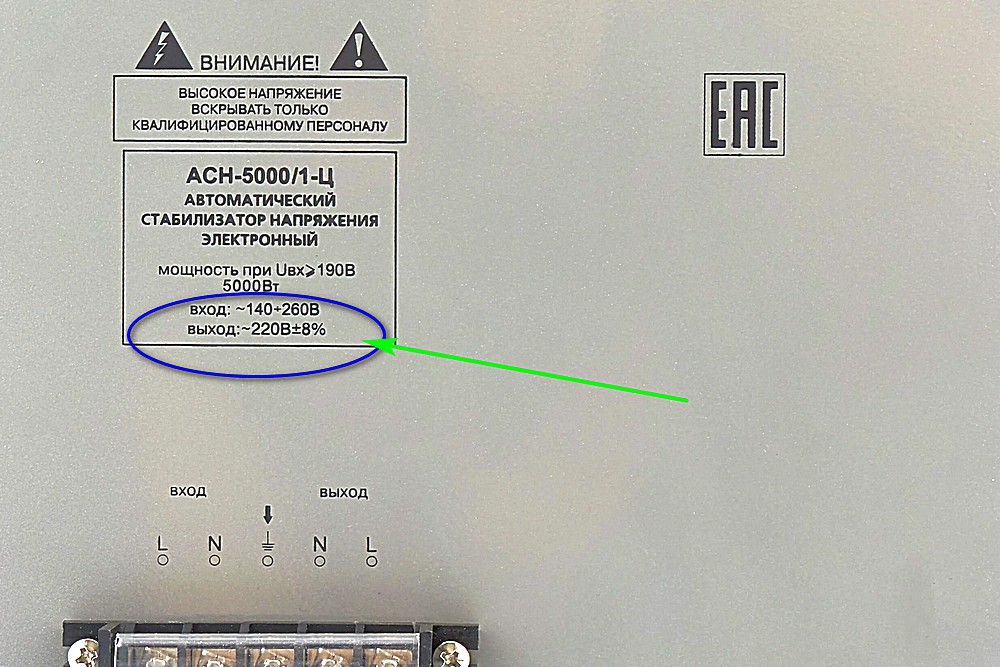 ВНИМАНИЕ!
ВЫСОКОЕ НАПРЯЖЕНИЕ
ВСКРЫВАТЬ ТОЛЬКО
КВАЛИФИЦИРОВАННОМУ ПЕРСОНАЛУ
EAC
АСН-5000/1-Ц
АВТОМАТИЧЕСКИЙ
СТАБИЛИЗАТОР НАПРЯЖЕНИЯ
ЭЛЕКТРОННЫЙ
мощность при Uвх⩾190В
5000Вт
вход: ~140÷260В
выход:~220В±8%
ВХОД ВЫХОД
L N N L